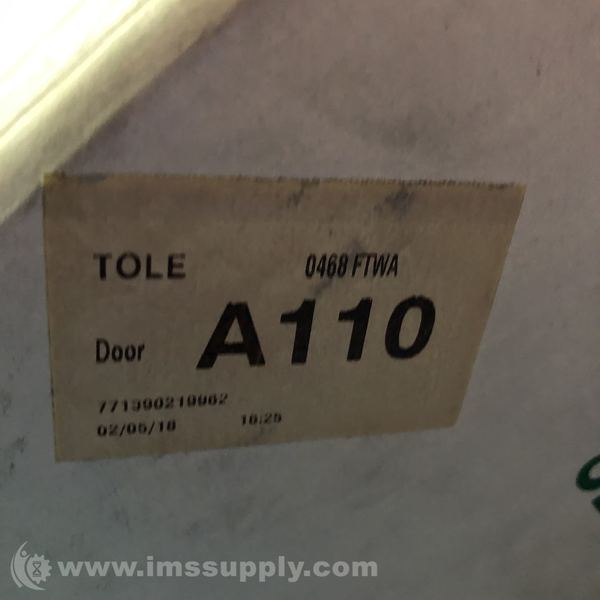 TOLE 0468 FTWA
Door A110
771390219962
02/05/18 16:25
www.imssupply.com